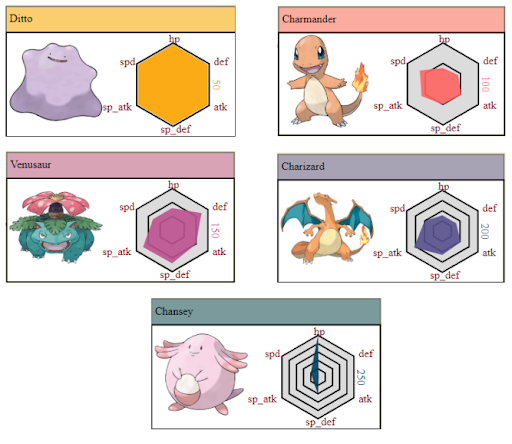 Ditto
hp
spd
def
50
sp_atk
atk
sp_def
Charmander
hp
spd
def
100
sp_atk
atk
sp_def
Venusaur
hp
spd
def
150
sp_atk
atk
sp_def
Charizard
hp
spd
def
200
sp_atk
atk
sp_def
Chansey
hp
spd
def
250
sp_atk
atk
sp_def